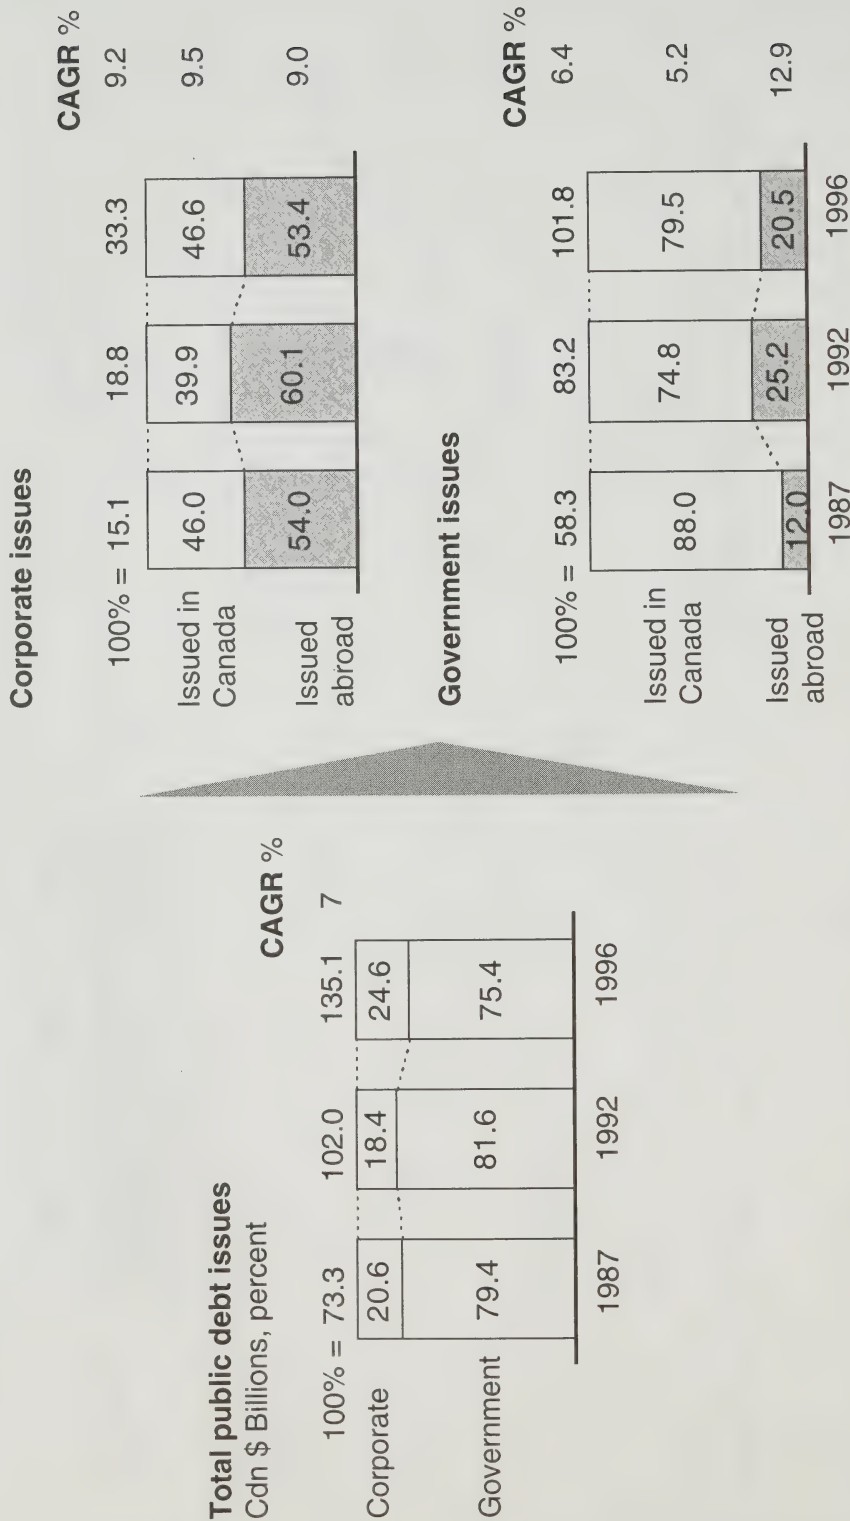 Total public debt issues
Cdn $ Billions, percent
CAGR %
100% = 73.3 102.0 135.1 7
Corporate 20.6 18.4 24.6
Government 79.4 81.6 75.4
1987 1992 1996
Corporate issues
CAGR %
100% = 15.1 18.8 33.3 9.2
Issued in
Canada
46.0 39.9 46.6 9.5
Issued
abroad
54.0 60.1 53.4 9.0
Government issues
CAGR %
100% = 58.3 83.2 101.8 6.4
Issued in
Canada
88.0 74.8 79.5 5.2
Issued
abroad
12.0 25.2 20.5 12.9
1987 1992 1996